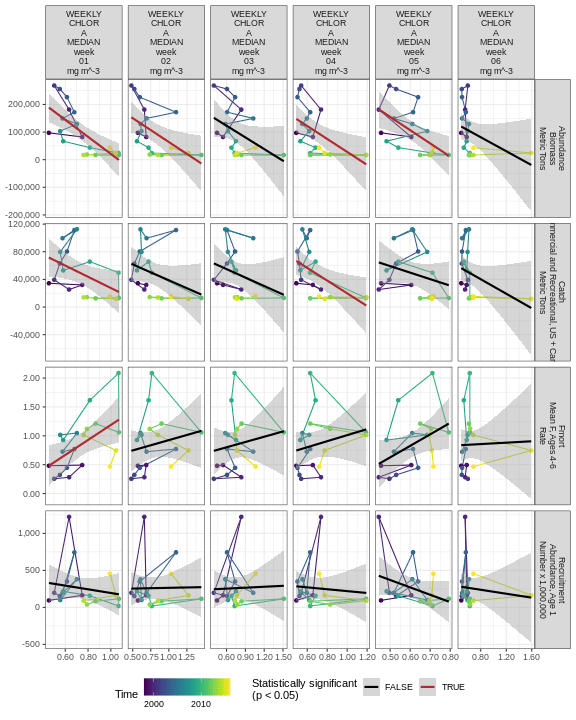 WEEKLY CHLOR A MEDIAN week 01 mg m^-3
WEEKLY CHLOR A MEDIAN week 02 mg m^-3
WEEKLY CHLOR A MEDIAN week 03 mg m^-3
WEEKLY CHLOR A MEDIAN week 04 mg m^-3
WEEKLY CHLOR A MEDIAN week 05 mg m^-3
WEEKLY CHLOR A MEDIAN week 06 mg m^-3
200,000
100,000
0
-100,000
-200,000
Abundance
Biomass
Metric Tons
120,000
80,000
40,000
0
-40,000
Catch
mmercial and Recreational, US + Can
Metric Tons
2.00
1.50
1.00
0.50
0.00
Fmort
Mean F, Ages 4-6
Rate
1,000
500
0
-500
Recruitment
Abundance, Age 1
Number x 1,000,000
0.60 0.80 1.00
0.50 0.75 1.00 1.25
0.60 0.90 1.20 1.50
0.60 0.80 1.00 1.20
0.50 0.60 0.70 0.80
0.80 1.20 1.60
Time
2000 2010
Statistically significant
(p < 0.05)
FALSE
TRUE